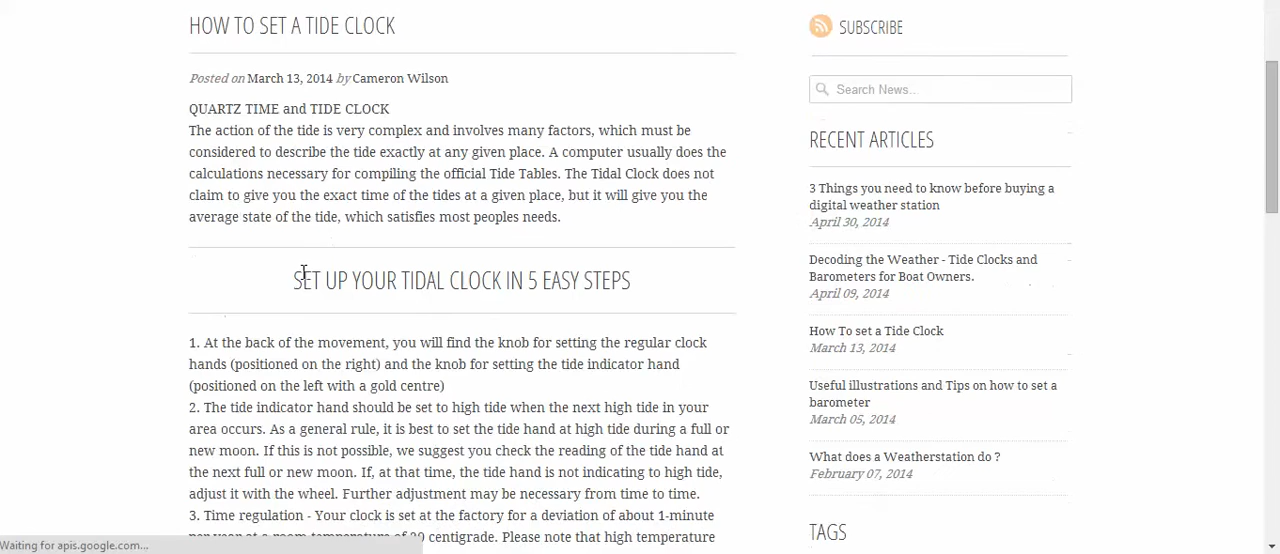 HOW TO SET A TIDE CLOCK
Posted on March 13, 2014 by Cameron Wilson
QUARTZ TIME and TIDE CLOCK
The action of the tide is very complex and involves many factors, which must be
considered to describe the tide exactly at any given place. A computer usually does the
calculations necessary for compiling the official Tide Tables. The Tidal Clock does not
claim to give you the exact time of the tides at a given place, but it will give you the
average state of the tide, which satisfies most peoples needs.
SET UP YOUR TIDAL CLOCK IN 5 EASY STEPS
1. At the back of the movement, you will find the knob for setting the regular clock
hands (positioned on the right) and the knob for setting the tide indicator hand
(positioned on the left with a gold centre)
2. The tide indicator hand should be set to high tide when the next high tide in your
area occurs. As a general rule, it is best to set the tide hand at high tide during a full or
new moon. If this is not possible, we suggest you check the reading of the tide hand at
the next full or new moon. If, at that time, the tide hand is not indicating to high tide,
adjust it with the wheel. Further adjustment may be necessary from time to time.
3. Time regulation - Your clock is set at the factory for a deviation of about 1-minute
centigrade. Please note that high temperature
Waiting for apis.google.com...
SUBSCRIBE
Search News...
RECENT ARTICLES
3 Things you need to know before buying a
digital weather station
April 30, 2014
Decoding the Weather - Tide Clocks and
Barometers for Boat Owners.
April 09, 2014
How To set a Tide Clock
March 13, 2014
Useful illustrations and Tips on how to set a
barometer
March 05, 2014
What does a Weatherstation do ?
February 07, 2014
TAGS